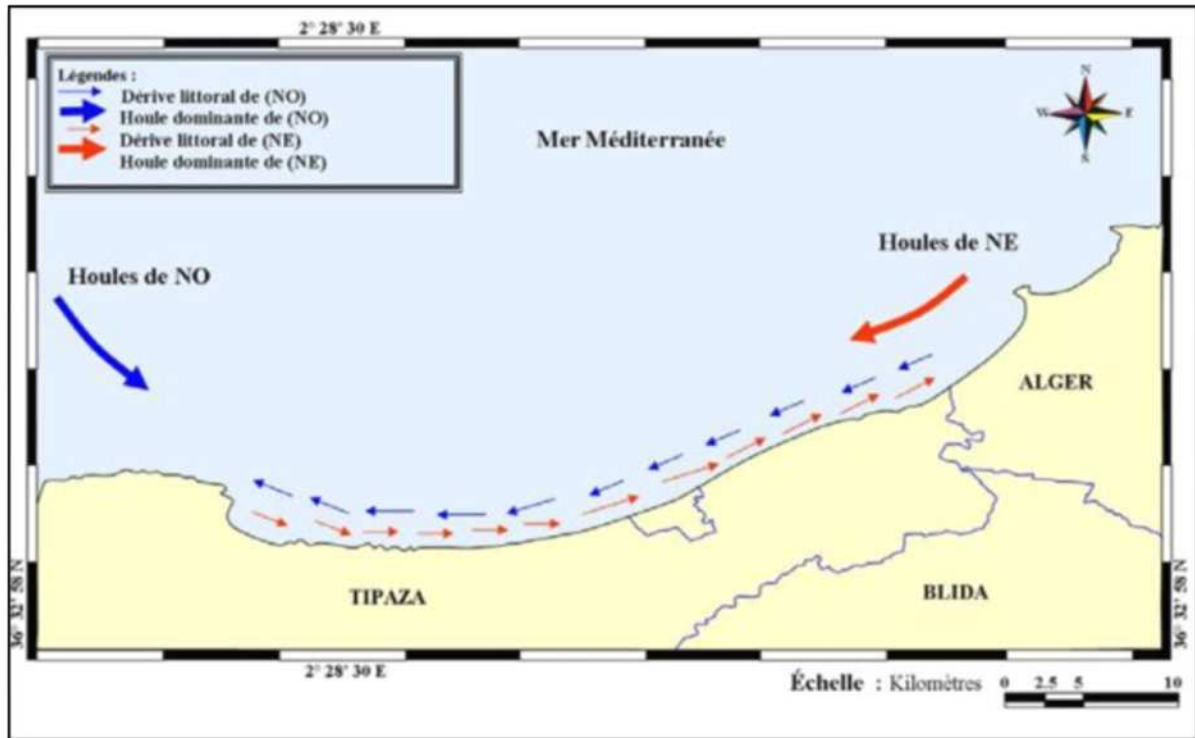 2° 28' 30 E
Légendes :
Dérive littoral de (NO)
Houle dominante de (NO)
Dérive littoral de (NE)
Houle dominante de (NE)
Mer Méditerranée
N
W
E
S
Houles de NE
Houles de NO
ALGER
TIPAZA
BLIDA
36° 32' 58 N
36° 32' 58 N
2° 28' 30 E
Échelle : Kilomètres
0 2.5 5 10